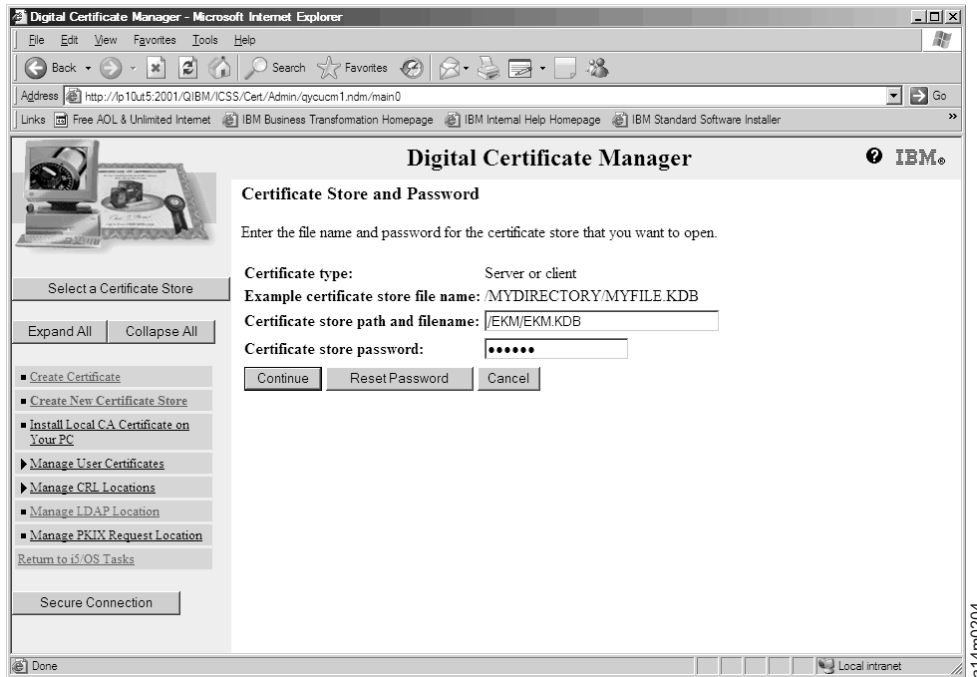 Digital Certificate Manager - Microsoft Internet Explorer
File Edit View Favorites Tools Help
Back Search Favorites
Address http://lp10ut5:2001/QIBM/ICSS/Cert/Admin/qycucm1.ndm/main0 Go
Links Free AOL & Unlimited Internet IBM Business Transformation Homepage IBM Internal Help Homepage IBM Standard Software Installer »
Digital Certificate Manager
? IBM®
Select a Certificate Store
Expand All Collapse All
Create Certificate
Create New Certificate Store
Install Local CA Certificate on
Your PC
Manage User Certificates
Manage CRL Locations
Manage LDAP Location
Manage PKIX Request Location
Return to i5/OS Tasks
Secure Connection
Certificate Store and Password
Enter the file name and password for the certificate store that you want to open.
Certificate type: Server or client
Example certificate store file name: /MYDIRECTORY/MYFILE.KDB
Certificate store path and filename: /EKM/EKM.KDB
Certificate store password: ••••••
Continue Reset Password Cancel
Done Local intranet
a14m0204